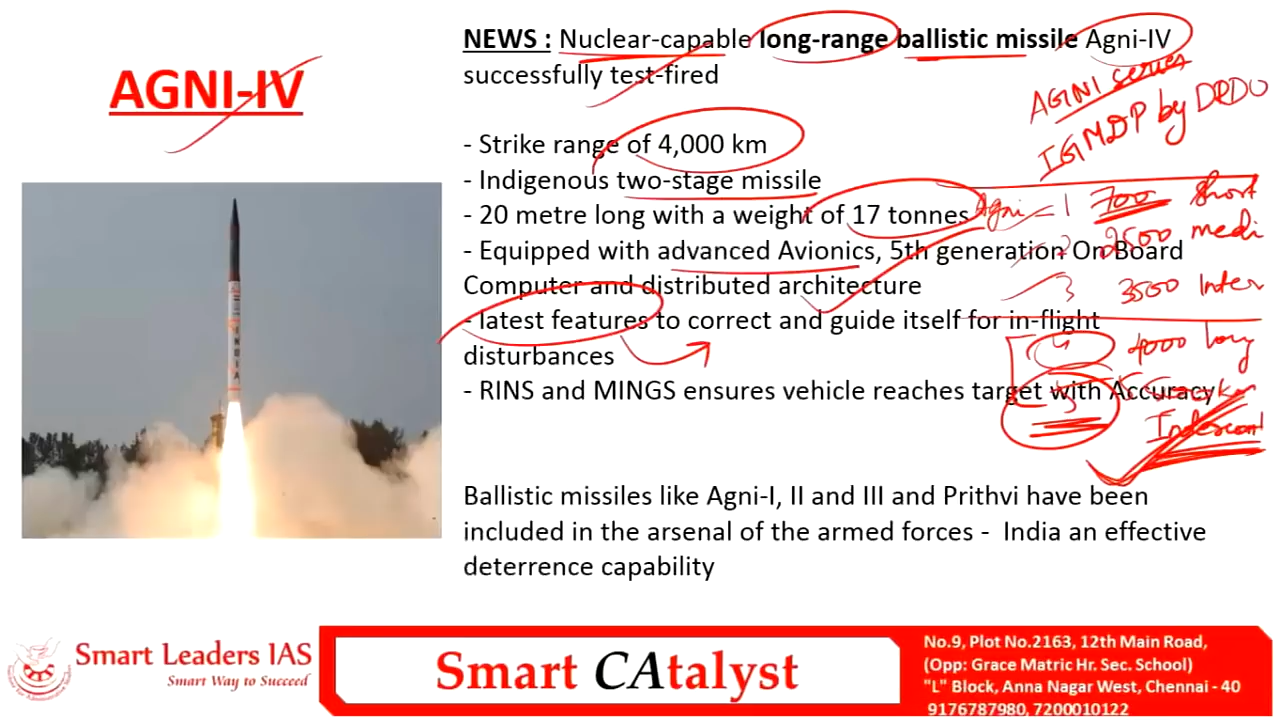 AGNI-IV
NEWS : Nuclear-capable long-range ballistic missile Agni-IV
successfully test-fired
- Strike range of 4,000 km
- Indigenous two-stage missile
- 20 metre long with a weight of 17 tonnes
- Equipped with advanced Avionics, 5th generation On Board
Computer and distributed architecture
- latest features to correct and guide itself for in-flight
disturbances
- RINS and MINGS ensures vehicle reaches target with Accuracy
Ballistic missiles like Agni-I, II and III and Prithvi have been
included in the arsenal of the armed forces - India an effective
deterrence capability
AGNI series
IGMDP by DRDO
Agni - 1 700 Short
2 2500 medi
3 3500 Inter
4 4000 long
5
INDIA
Smart Leaders IAS
Smart Way to Succeed
Smart CAtalyst
No.9, Plot No.2163, 12th Main Road,
(Opp: Grace Matric Hr. Sec. School)
"L" Block, Anna Nagar West, Chennai - 40
9176787980, 7200010122